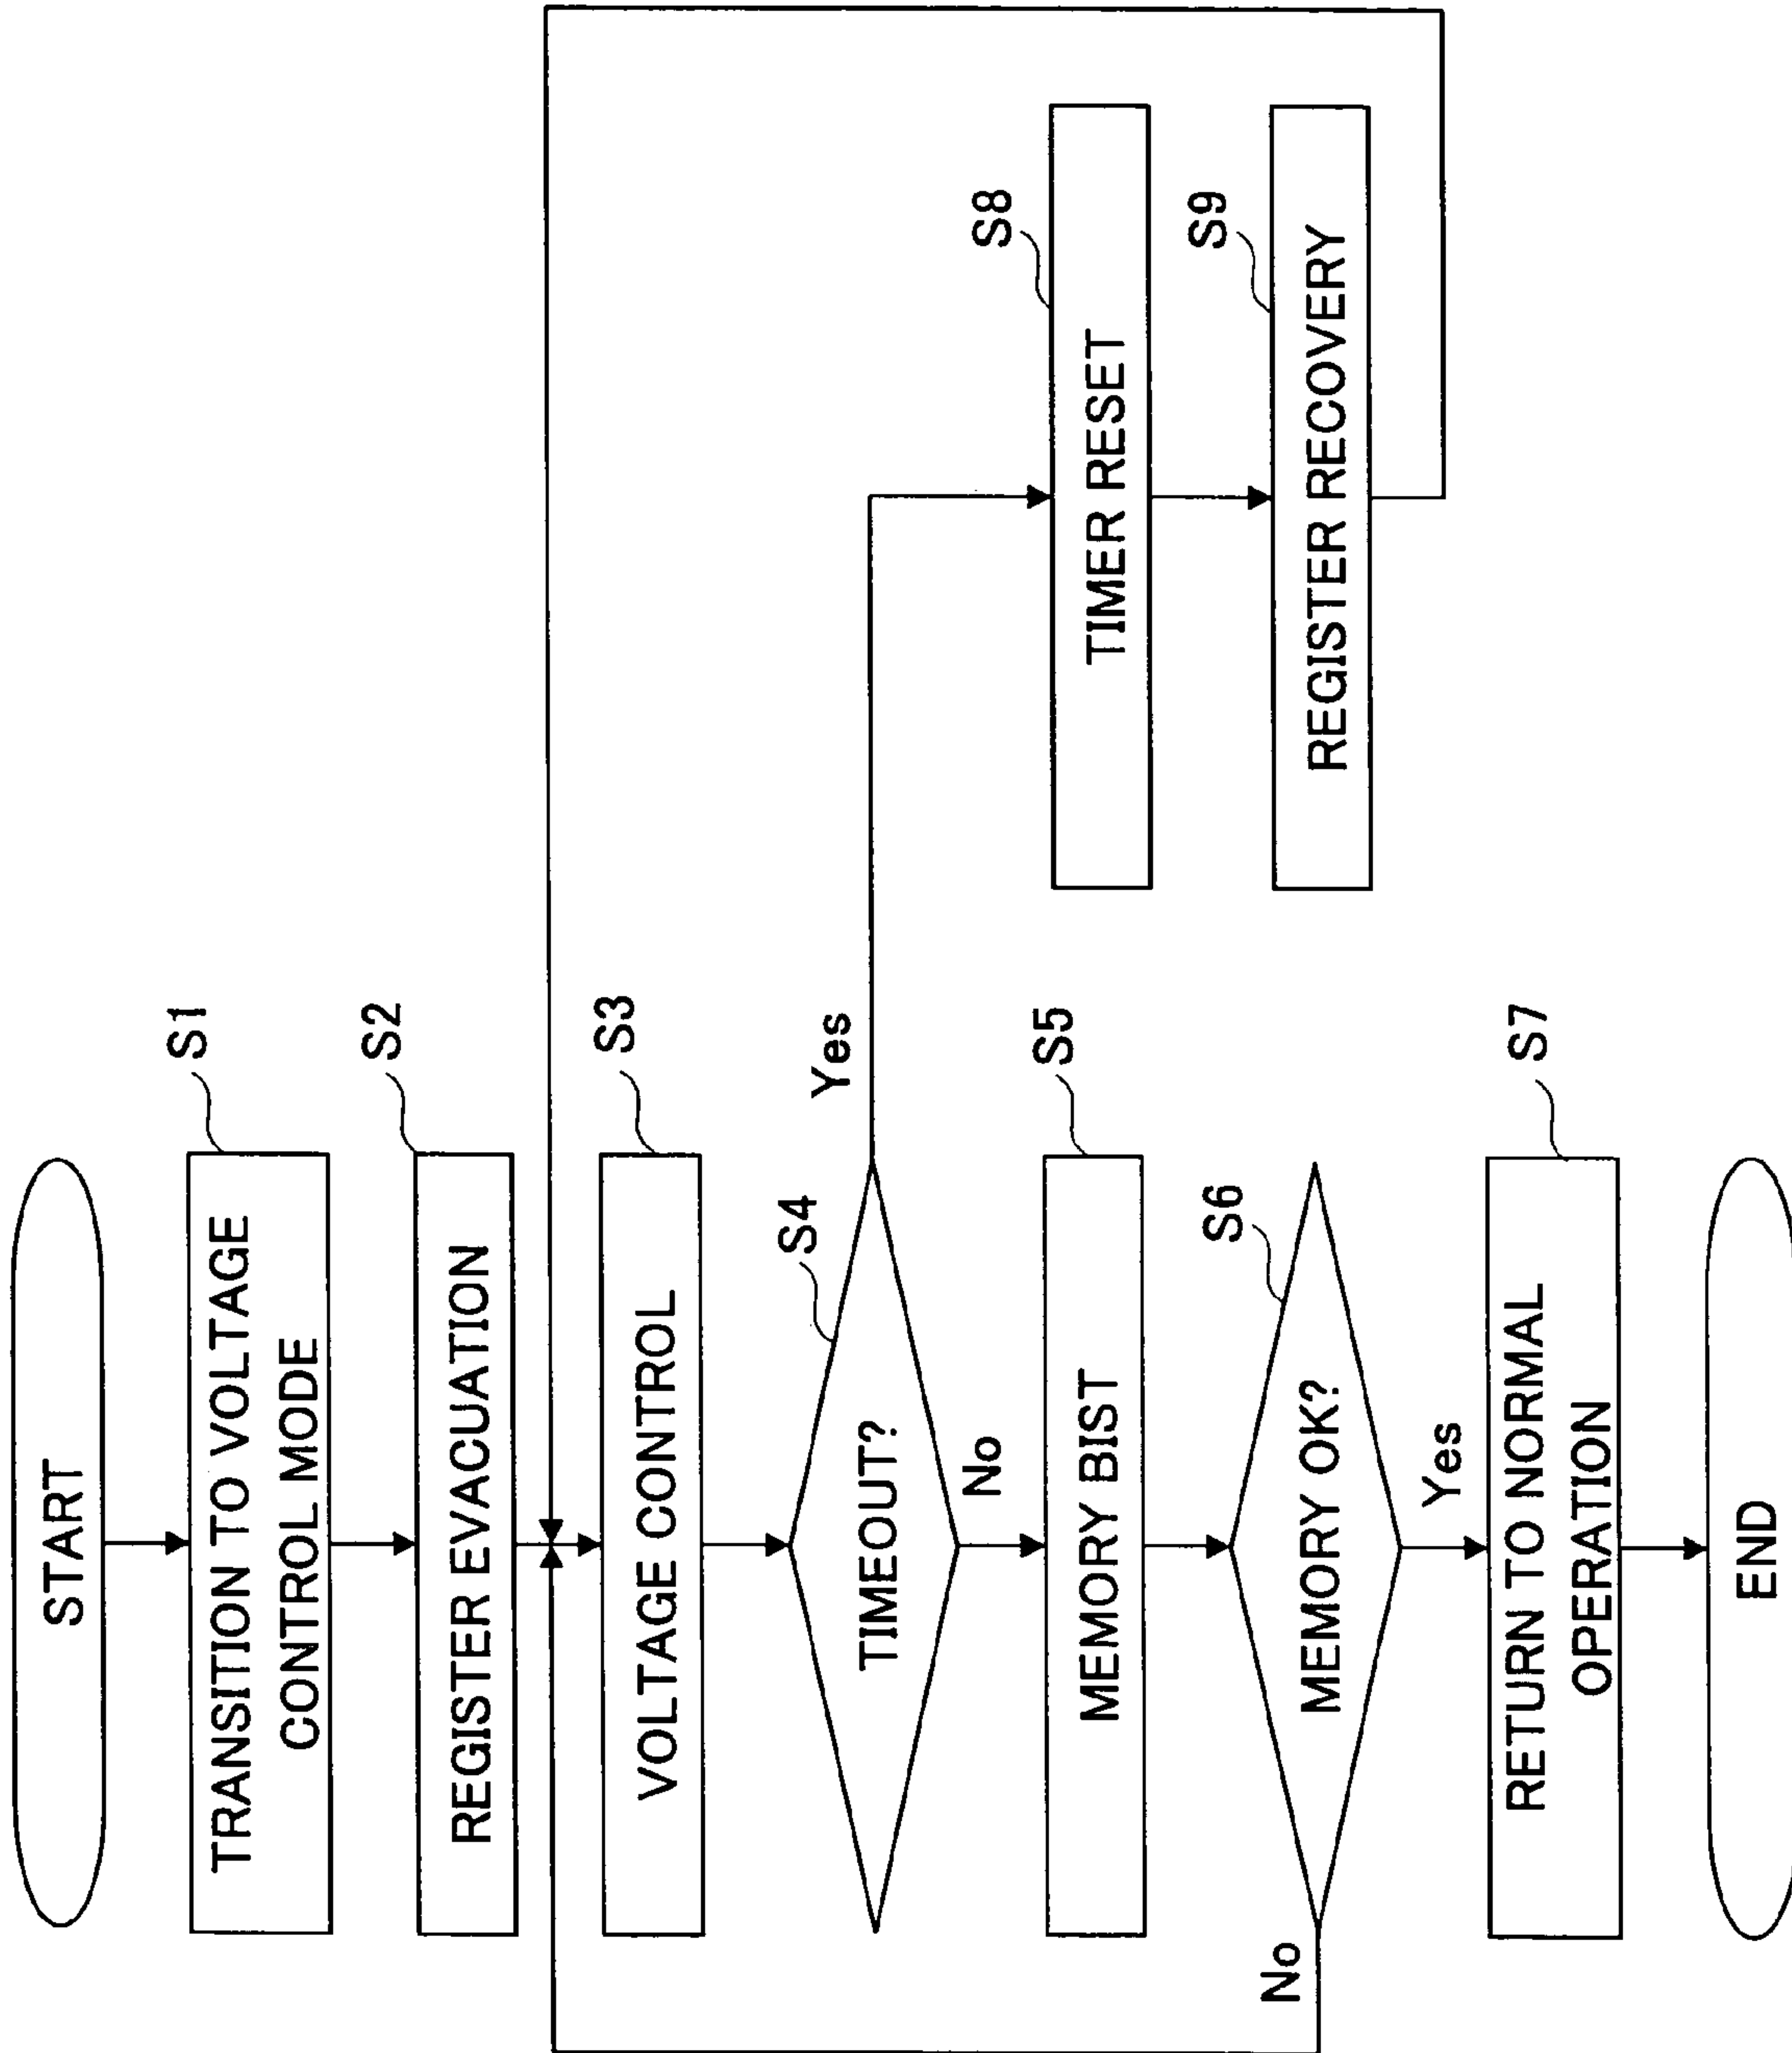 START
S1
TRANSITION TO VOLTAGE
CONTROL MODE
S2
REGISTER EVACUATION
S3
VOLTAGE CONTROL
S4
TIMEOUT?
Yes
No
S5
MEMORY BIST
S6
MEMORY OK?
No
Yes
S7
RETURN TO NORMAL
OPERATION
END
S8
TIMER RESET
S9
REGISTER RECOVERY